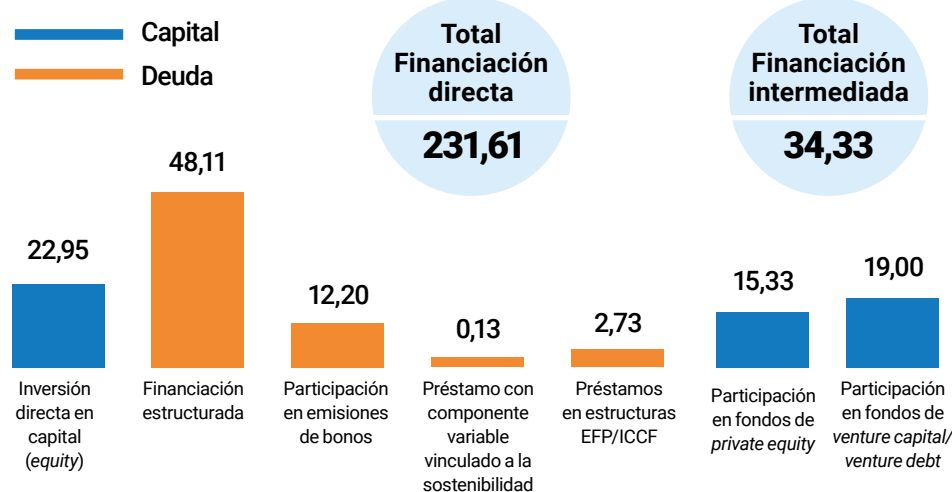 Capital
Deuda
Total
Financiación
directa
231,61
Total
Financiación
intermediada
34,33
22,95
48,11
12,20
0,13
2,73
15,33
19,00
Inversión
directa en
capital
(equity)
Financiación
estructurada
Participación
en emisiones
de bonos
Préstamo con
componente
variable
vinculado a la
sostenibilidad
Préstamos
en estructuras
EFP/ICCF
Participación
en fondos de
private equity
Participación
en fondos de
venture capital/
venture debt